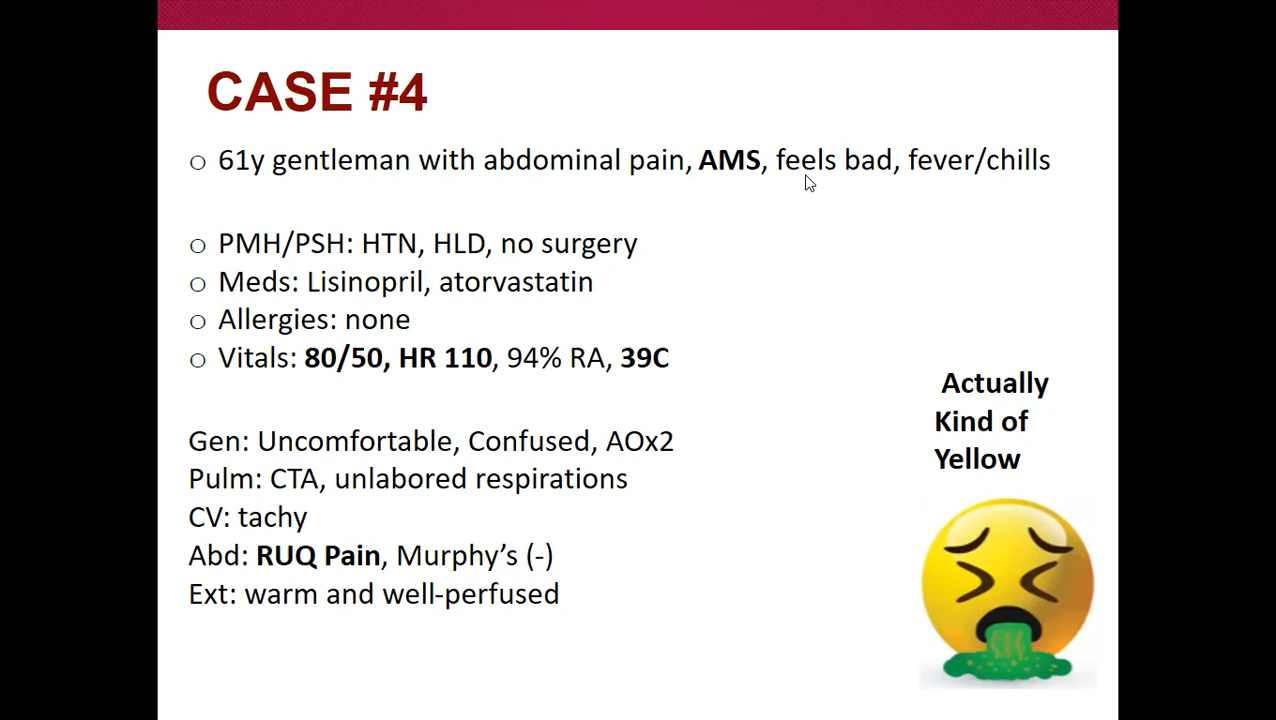 CASE #4
○ 61y gentleman with abdominal pain, AMS, feels bad, fever/chills
○ PMH/PSH: HTN, HLD, no surgery
○ Meds: Lisinopril, atorvastatin
○ Allergies: none
○ Vitals: 80/50, HR 110, 94% RA, 39C
Gen: Uncomfortable, Confused, AOx2
Pulm: CTA, unlabored respirations
CV: tachy
Abd: RUQ Pain, Murphy’s (-)
Ext: warm and well-perfused
Actually
Kind of
Yellow